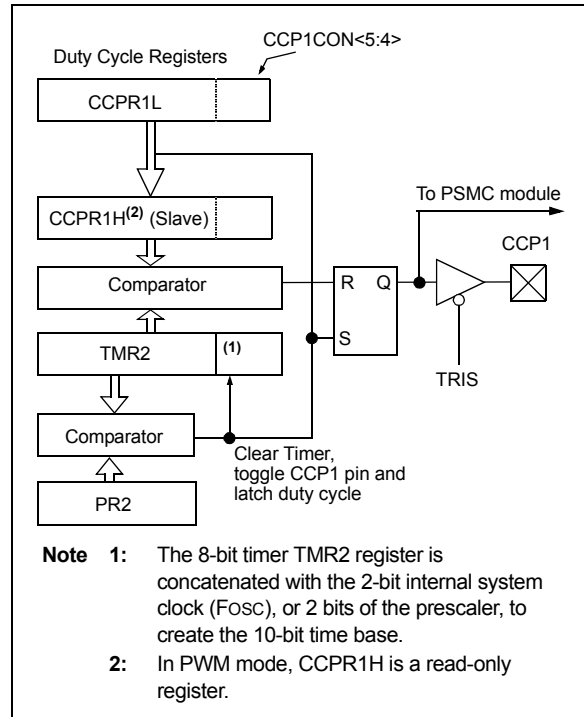 CCP1CON<5:4>
Duty Cycle Registers
CCPR1L
CCPR1H(2) (Slave)
To PSMC module
CCP1
Comparator
R
Q
TMR2
(1)
S
TRIS
Comparator
Clear Timer,
toggle CCP1 pin and
latch duty cycle
PR2
Note 1: The 8-bit timer TMR2 register is
concatenated with the 2-bit internal system
clock (FOSC), or 2 bits of the prescaler, to
create the 10-bit time base.
2: In PWM mode, CCPR1H is a read-only
register.